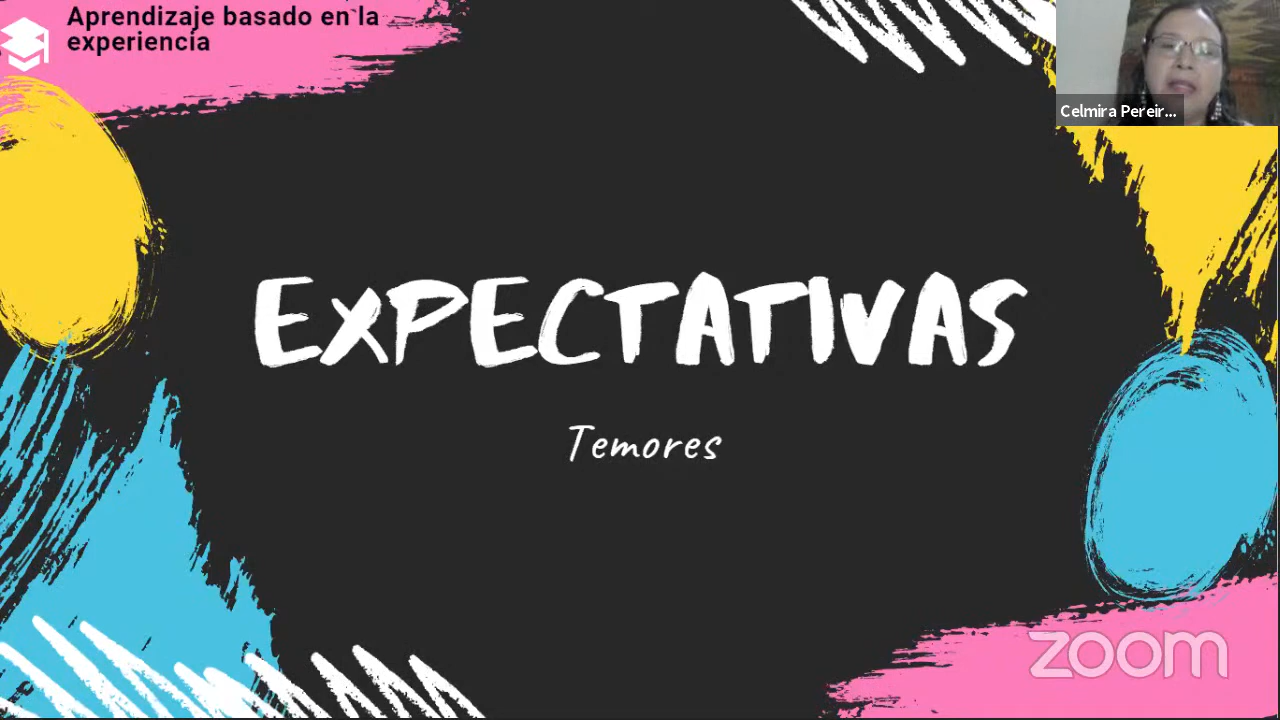 Aprendizaje basado en la
experiencia
Celmira Pereir...
EXPECTATIVAS
Temores
zoom